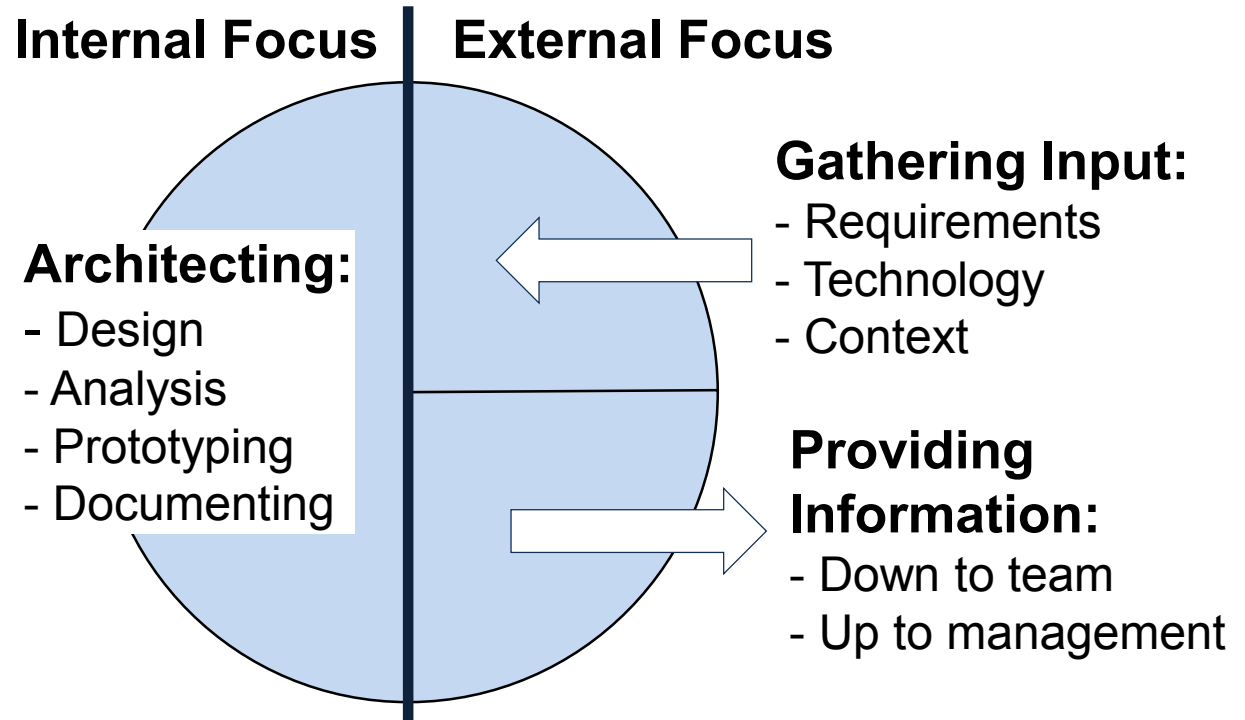 Internal Focus
External Focus
Architecting:
- Design
- Analysis
- Prototyping
- Documenting
Gathering Input:
- Requirements
- Technology
- Context
Providing
Information:
- Down to team
- Up to management